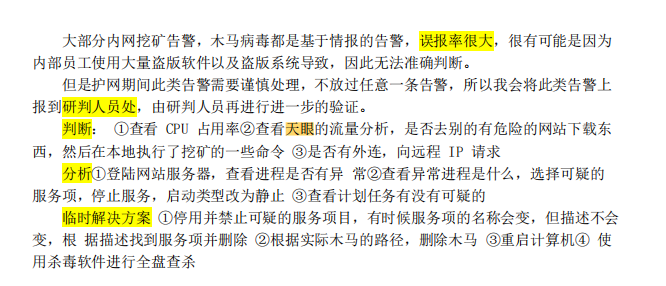 大部分内网挖矿告警，木马病毒都是基于情报的告警，误报率很大，很有可能是因为
内部员工使用大量盗版软件以及盗版系统导致，因此无法准确判断。
但是护网期间此类告警需要谨慎处理，不放过任意一条告警，所以我会将此类告警上
报到研判人员处，由研判人员再进行进一步的验证。
判断： ①查看 CPU 占用率②查看天眼的流量分析，是否去别的有危险的网站下载东
西，然后在本地执行了挖矿的一些命令 ③是否有外连，向远程 IP 请求
分析①登陆网站服务器，查看进程是否有异 常②查看异常进程是什么，选择可疑的
服务项，停止服务，启动类型改为静止 ③查看计划任务有没有可疑的
临时解决方案 ①停用并禁止可疑的服务项目，有时候服务项的名称会变，但描述不会
变，根 据描述找到服务项并删除 ②根据实际木马的路径，删除木马 ③重启计算机④ 使
用杀毒软件进行全盘查杀